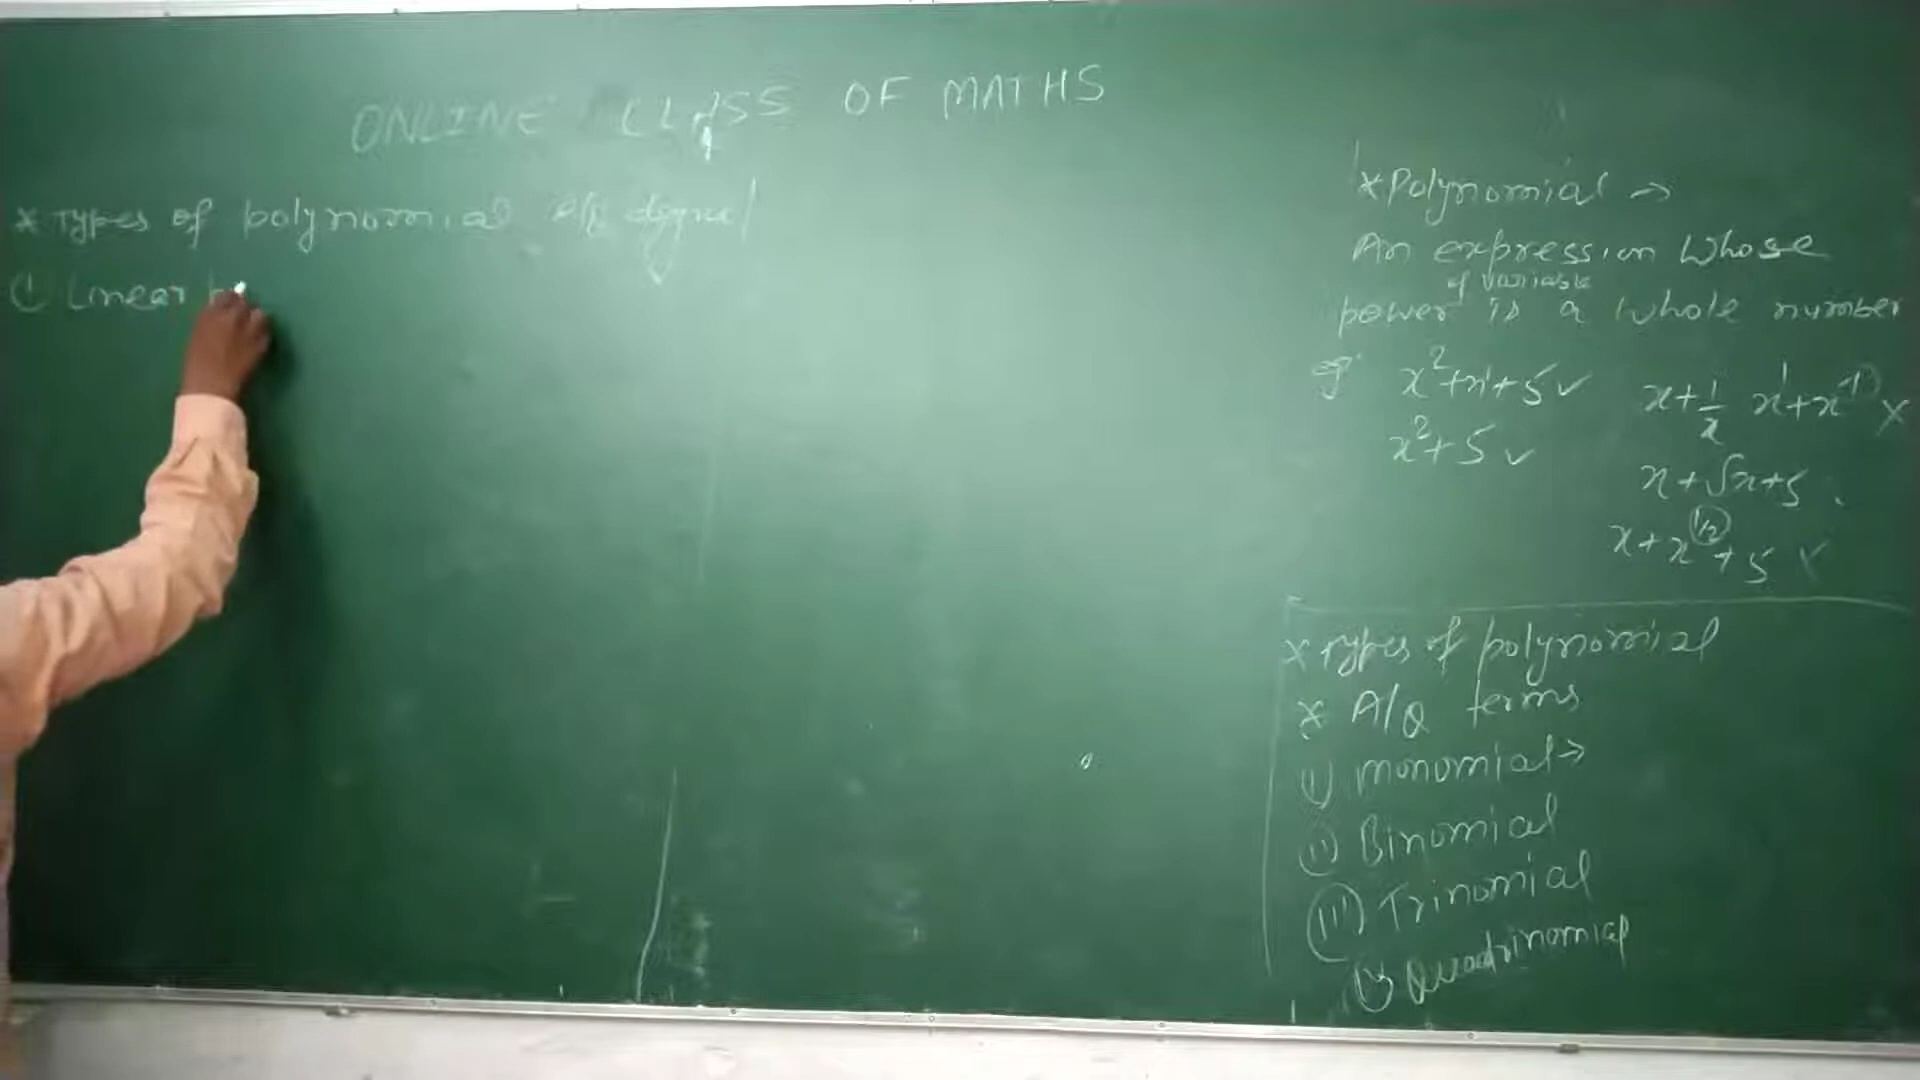 ONLINE CLASS OF MATHS
* Types of polynomial A/Q degree
(i) Linear
* Polynomial →
An expression whose
of variable
power is a whole number
eg: x²+x¹+5 ✓ x+1/x x¹+x⁻¹ ×
x²+5 ✓ x+√x+5
x+x^1/2+5 ×
* Types of polynomial
* A/Q terms
(i) monomial →
(ii) Binomial
(iii) Trinomial
(iv) Quadrinomial